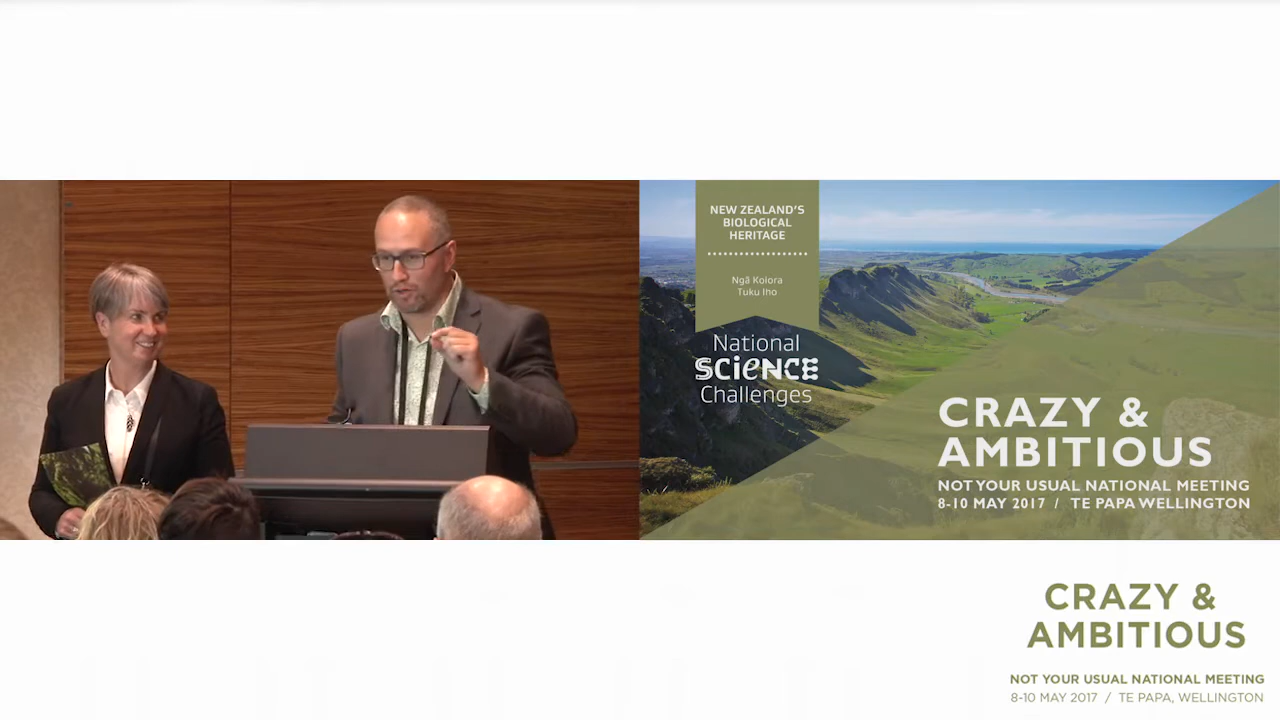 NEW ZEALAND'S
BIOLOGICAL
HERITAGE
Ngā Koiora
Tuku Iho
National
SCIENCE
Challenges
CRAZY &
AMBITIOUS
NOT YOUR USUAL NATIONAL MEETING
8-10 MAY 2017 / TE PAPA WELLINGTON
CRAZY &
AMBITIOUS
NOT YOUR USUAL NATIONAL MEETING
8-10 MAY 2017 / TE PAPA, WELLINGTON